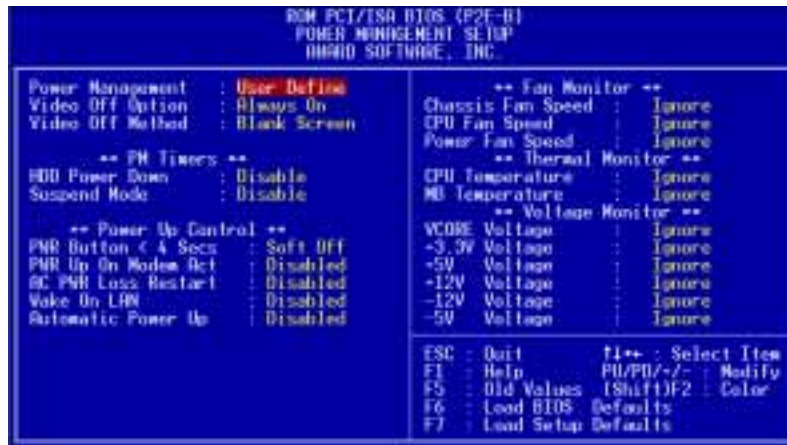 ROM PCI/ISA BIOS (P2E-B)
POWER MANAGEMENT SETUP
AWARD SOFTWARE, INC.
Power Management : User Define
Video Off Option : Always On
Video Off Method : Blank Screen
** PM Timers **
HDD Power Down : Disable
Suspend Mode : Disable
** Power Up Control **
PWR Button < 4 Secs : Soft Off
PWR Up On Modem Act : Disabled
AC PWR Loss Restart : Disabled
Wake On LAN : Disabled
Automatic Power Up : Disabled
** Fan Monitor **
Chassis Fan Speed : Ignore
CPU Fan Speed : Ignore
Power Fan Speed : Ignore
** Thermal Monitor **
CPU Temperature : Ignore
MB Temperature : Ignore
** Voltage Monitor **
VCORE Voltage : Ignore
+3.3V Voltage : Ignore
+5V Voltage : Ignore
+12V Voltage : Ignore
-12V Voltage : Ignore
-5V Voltage : Ignore
ESC : Quit ↑↓→← : Select Item
F1 : Help PU/PD/+/- : Modify
F5 : Old Values (Shift)F2 : Color
F6 : Load BIOS Defaults
F7 : Load Setup Defaults